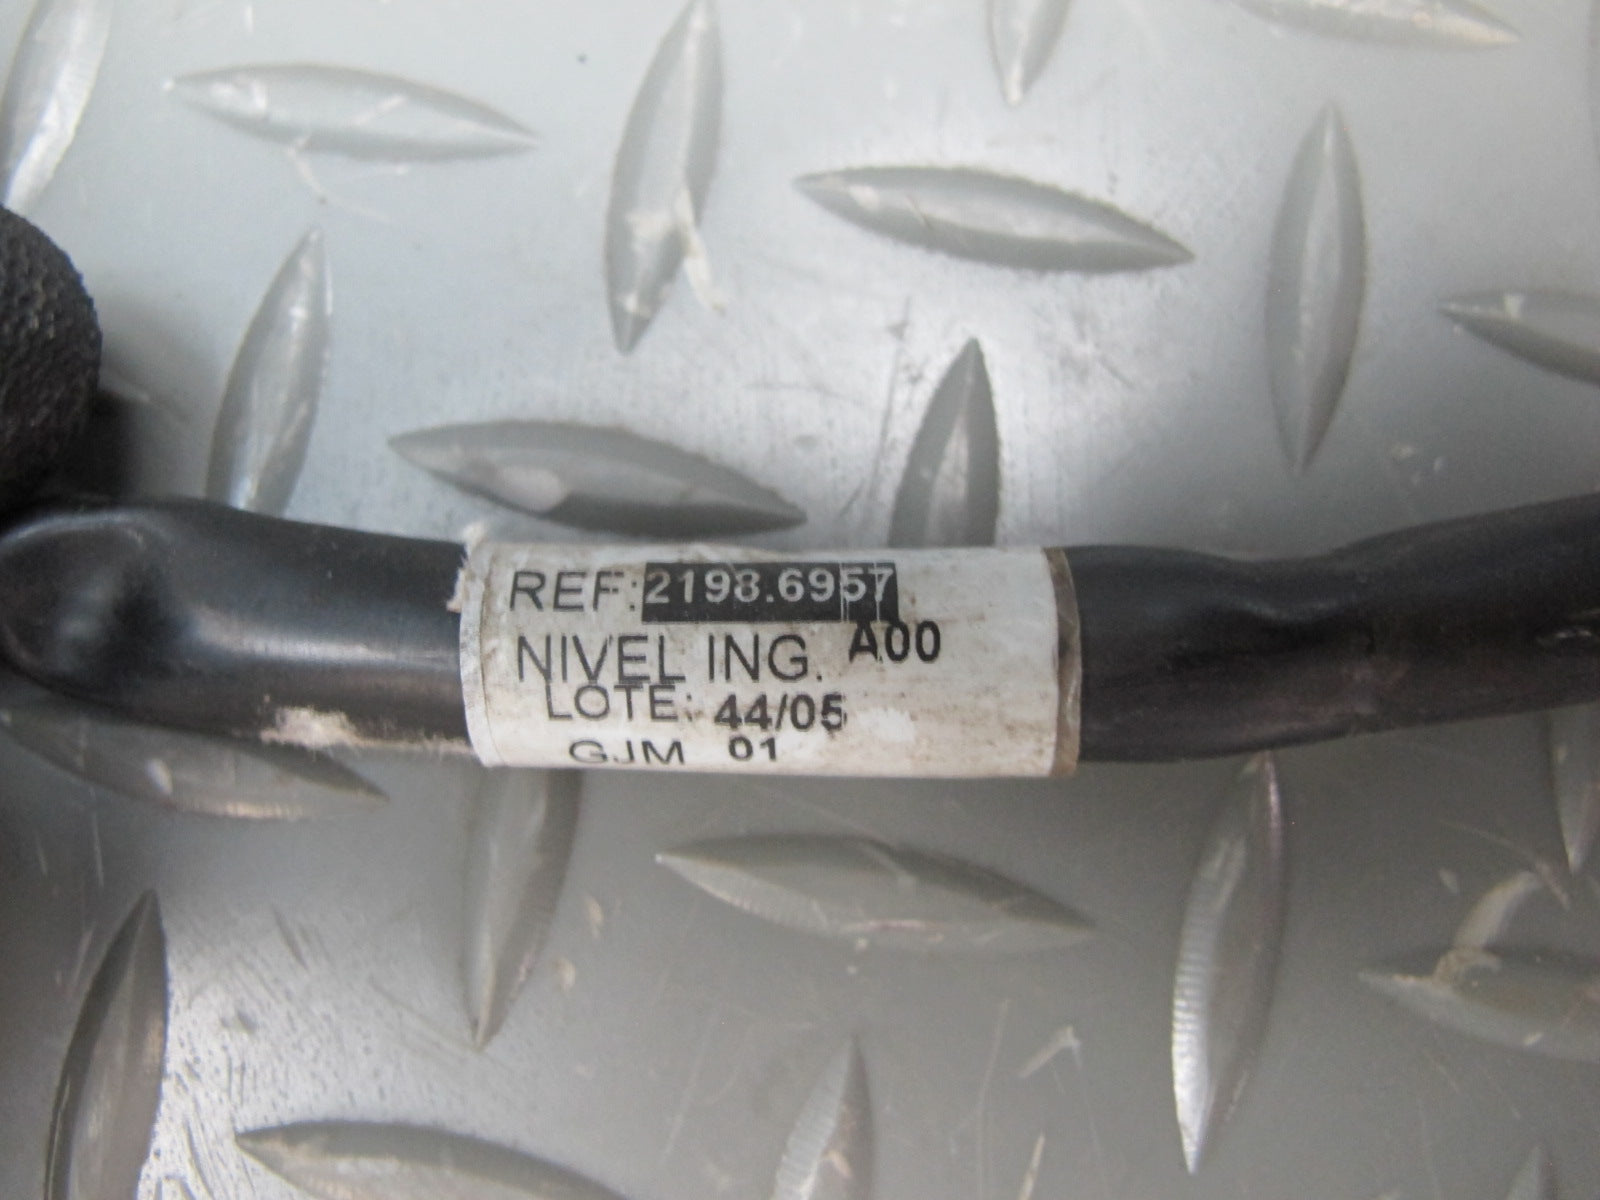 REF: 2198.6957
NIVEL ING. A00
LOTE: 44/05
GJM 01